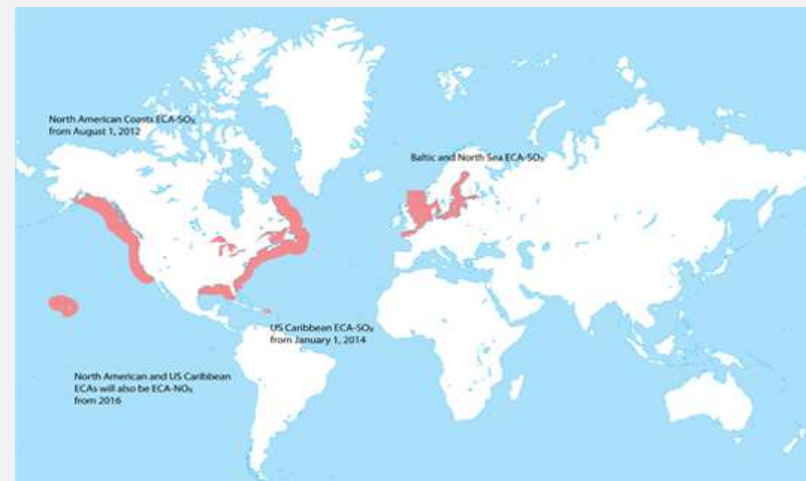 North American Coasts ECA-SOx
from August 1, 2012
Baltic and North Sea ECA-SOx
US Caribbean ECA-SOx
from January 1, 2014
North American and US Caribbean
ECAs will also be ECA-NOx
from 2016